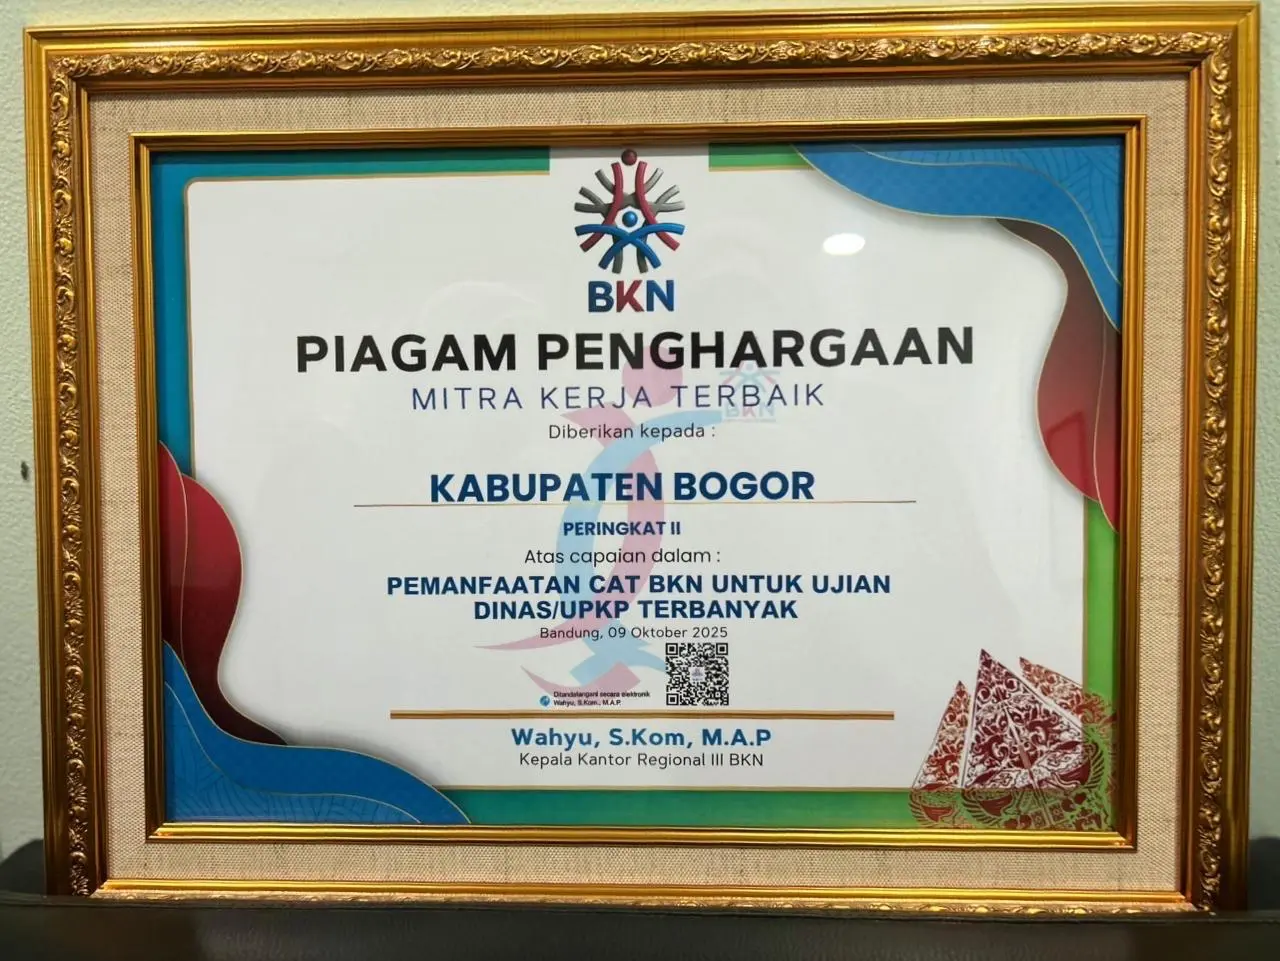 BKN
PIAGAM PENGHARGAAN
MITRA KERJA TERBAIK
BKN
Diberikan kepada :
KABUPATEN BOGOR
PERINGKAT II
Atas capaian dalam :
PEMANFAATAN CAT BKN UNTUK UJIAN
DINAS/UPKP TERBANYAK
Bandung, 09 Oktober 2025
Ditandatangani secara elektronik
Wahyu, S.Kom., M.A.P.
Wahyu, S.Kom, M.A.P
Kepala Kantor Regional III BKN